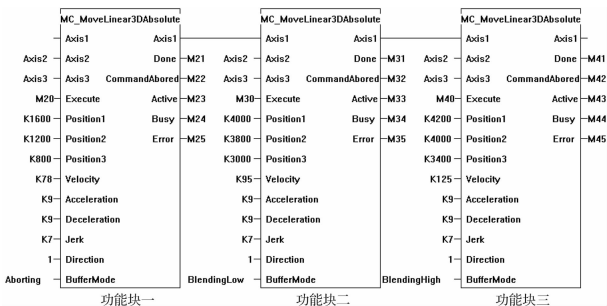 MC_MoveLinear3DAbsolute MC_MoveLinear3DAbsolute MC_MoveLinear3DAbsolute
Axis1 Axis1 Axis1 Axis1 Axis1 Axis1
Axis2 Axis2 Done M21 Axis2 Axis2 Done M31 Axis2 Axis2 Done M41
Axis3 Axis3 CommandAbored M22 Axis3 Axis3 CommandAbored M32 Axis3 Axis3 CommandAbored M42
M20 Execute Active M23 M30 Execute Active M33 M40 Execute Active M43
K1600 Position1 Busy M24 K4000 Position1 Busy M34 K4200 Position1 Busy M44
K1200 Position2 Error M25 K3800 Position2 Error M35 K4000 Position2 Error M45
K800 Position3 K3000 Position3 K3400 Position3
K78 Velocity K95 Velocity K125 Velocity
K9 Acceleration K9 Acceleration K9 Acceleration
K9 Deceleration K9 Deceleration K9 Deceleration
K7 Jerk K7 Jerk K7 Jerk
1 Direction 1 Direction 1 Direction
Aborting BufferMode BlendingLow BufferMode BlendingHigh BufferMode
功能块一 功能块二 功能块三